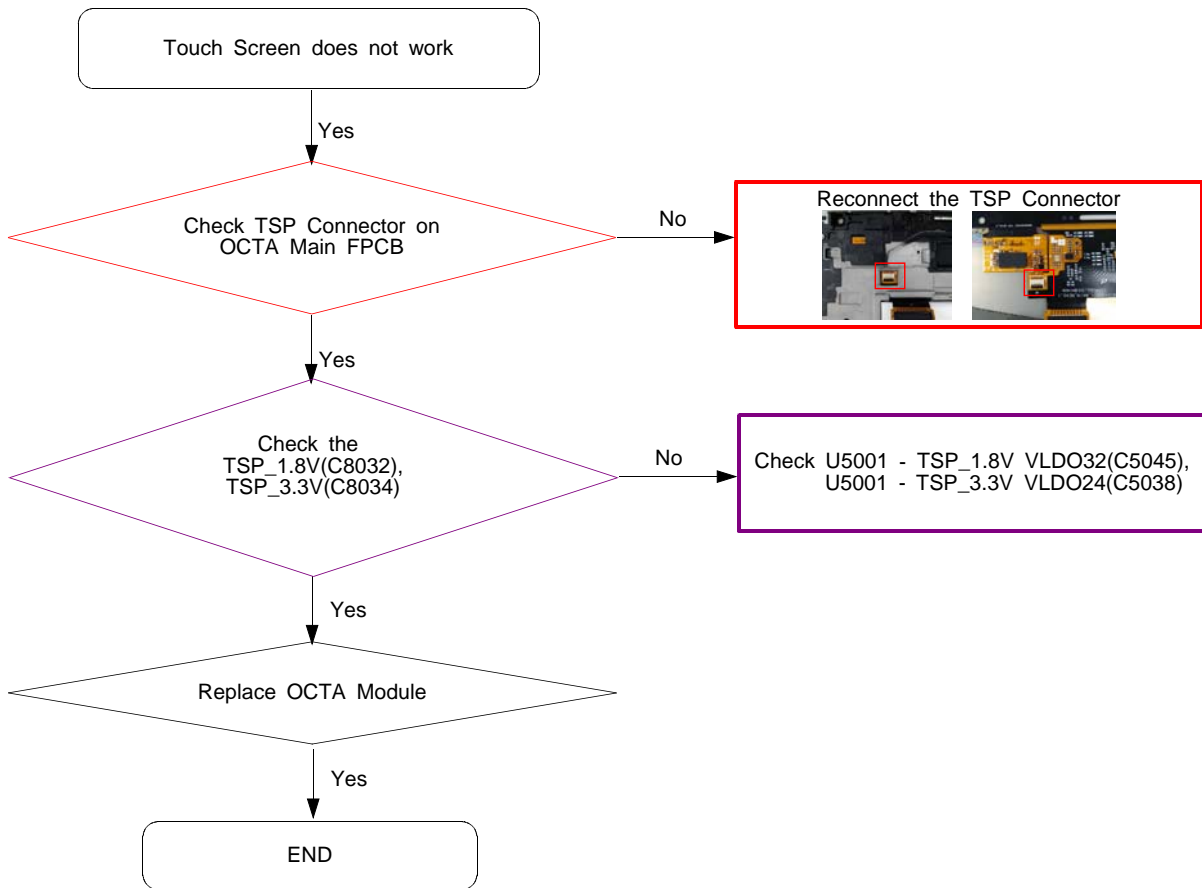 Touch Screen does not work
Yes
Check TSP Connector on
OCTA Main FPCB
No
Reconnect the TSP Connector
Yes
Check the
TSP_1.8V(C8032),
TSP_3.3V(C8034)
No
Check U5001 - TSP_1.8V VLDO32(C5045),
U5001 - TSP_3.3V VLDO24(C5038)
Yes
Replace OCTA Module
Yes
END